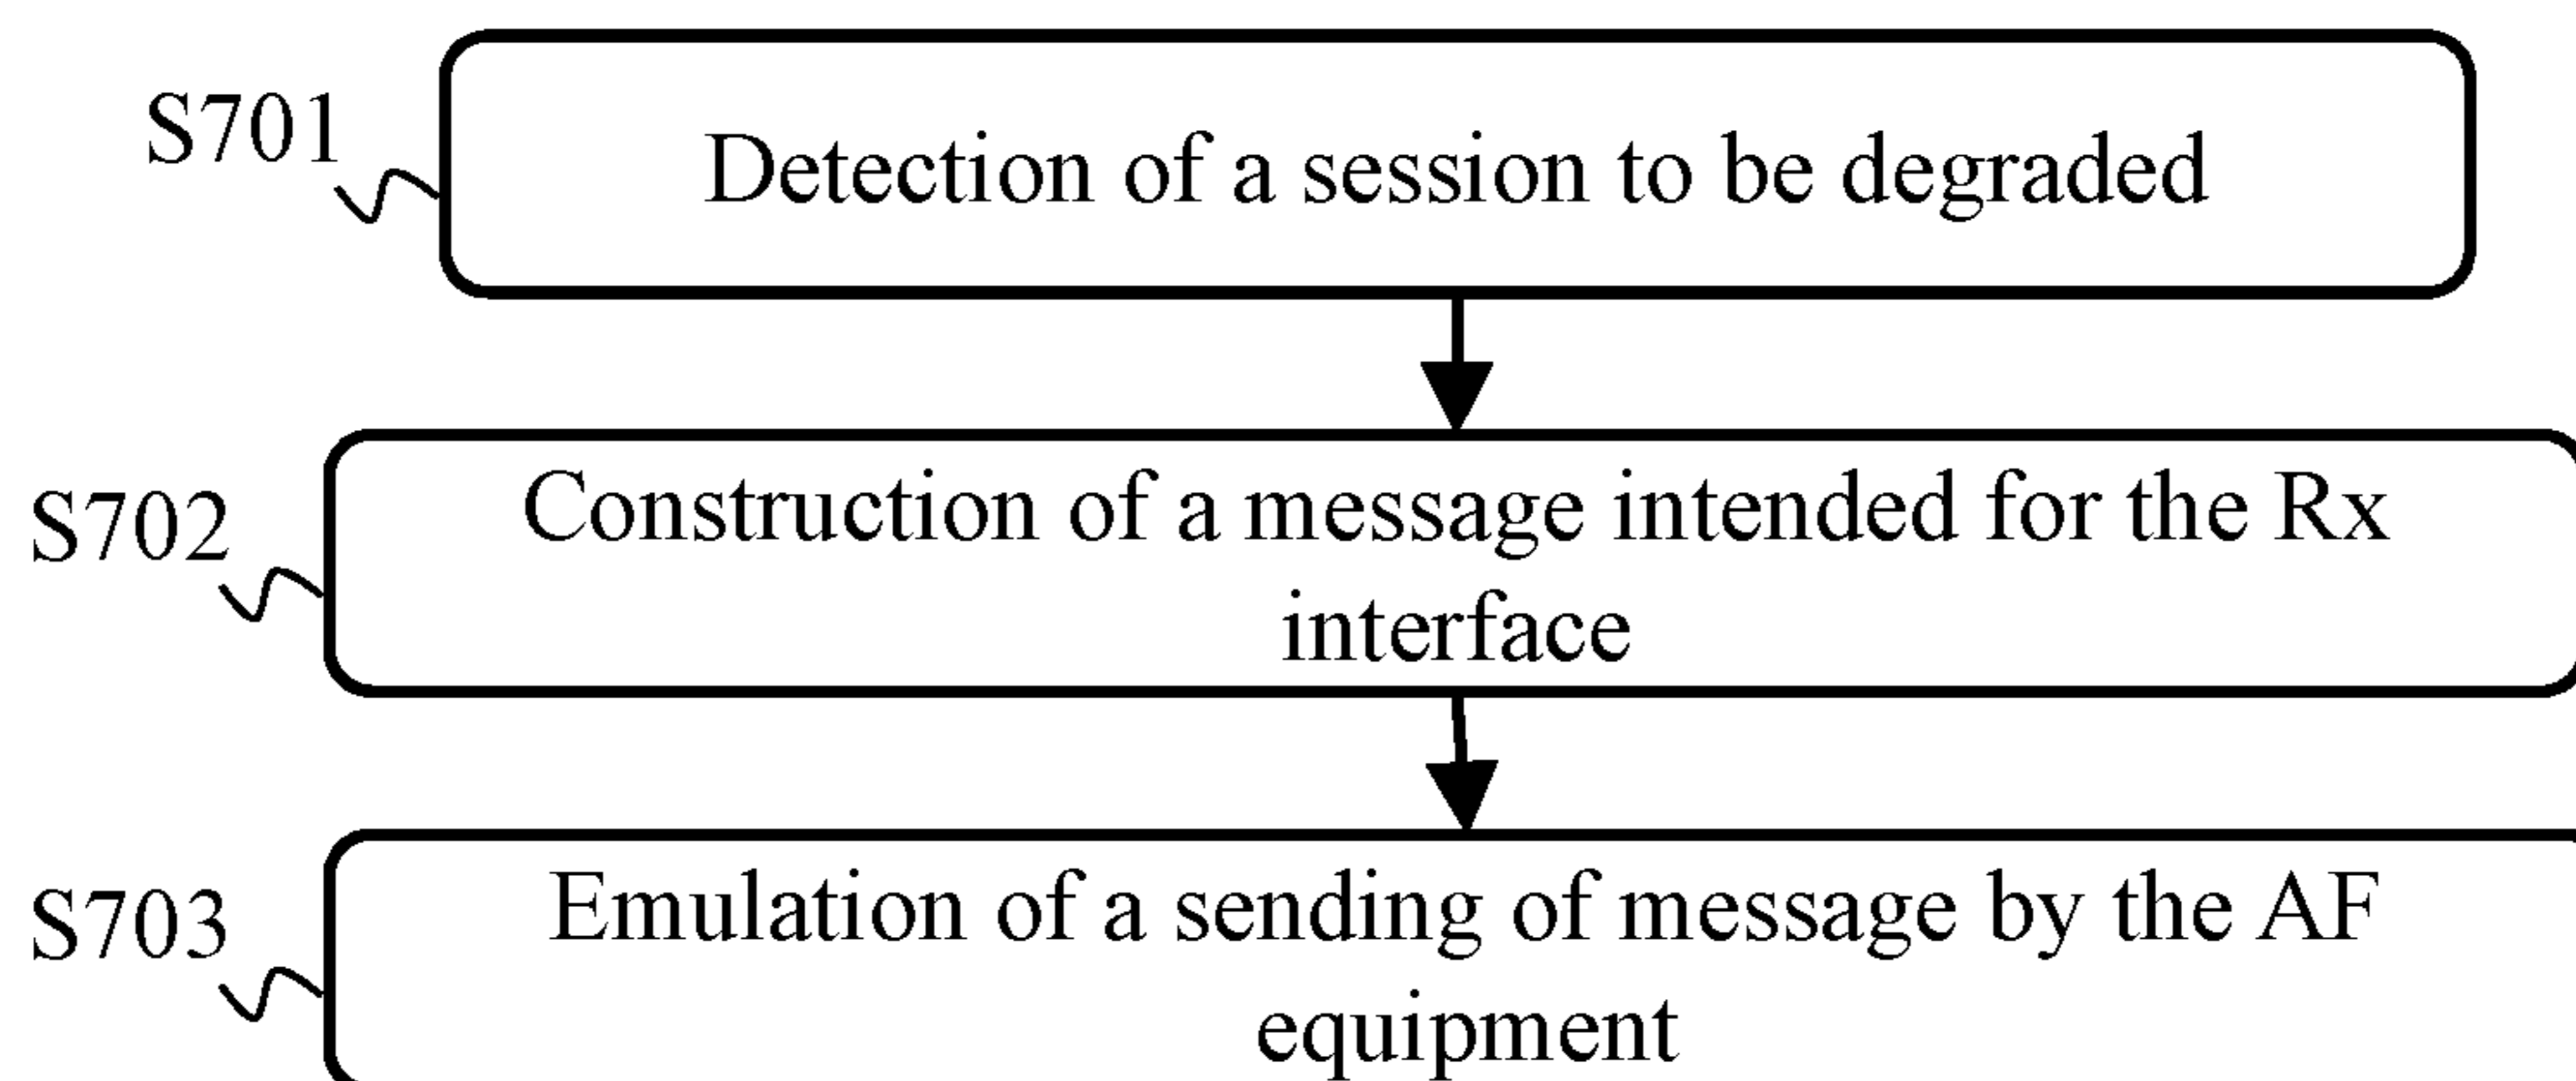 S701
Detection of a session to be degraded
S702
Construction of a message intended for the Rx
interface
S703
Emulation of a sending of message by the AF
equipment